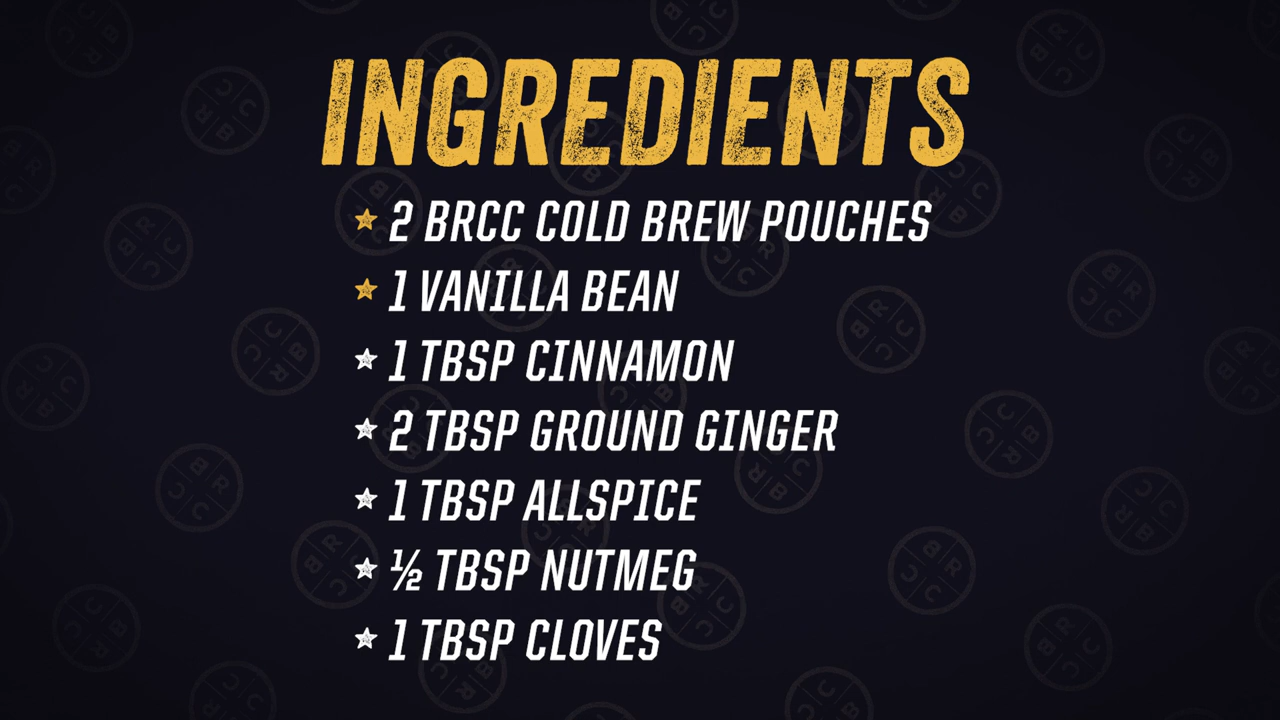 INGREDIENTS
2 BRCC COLD BREW POUCHES
1 VANILLA BEAN
1 TBSP CINNAMON
2 TBSP GROUND GINGER
1 TBSP ALLSPICE
½ TBSP NUTMEG
1 TBSP CLOVES